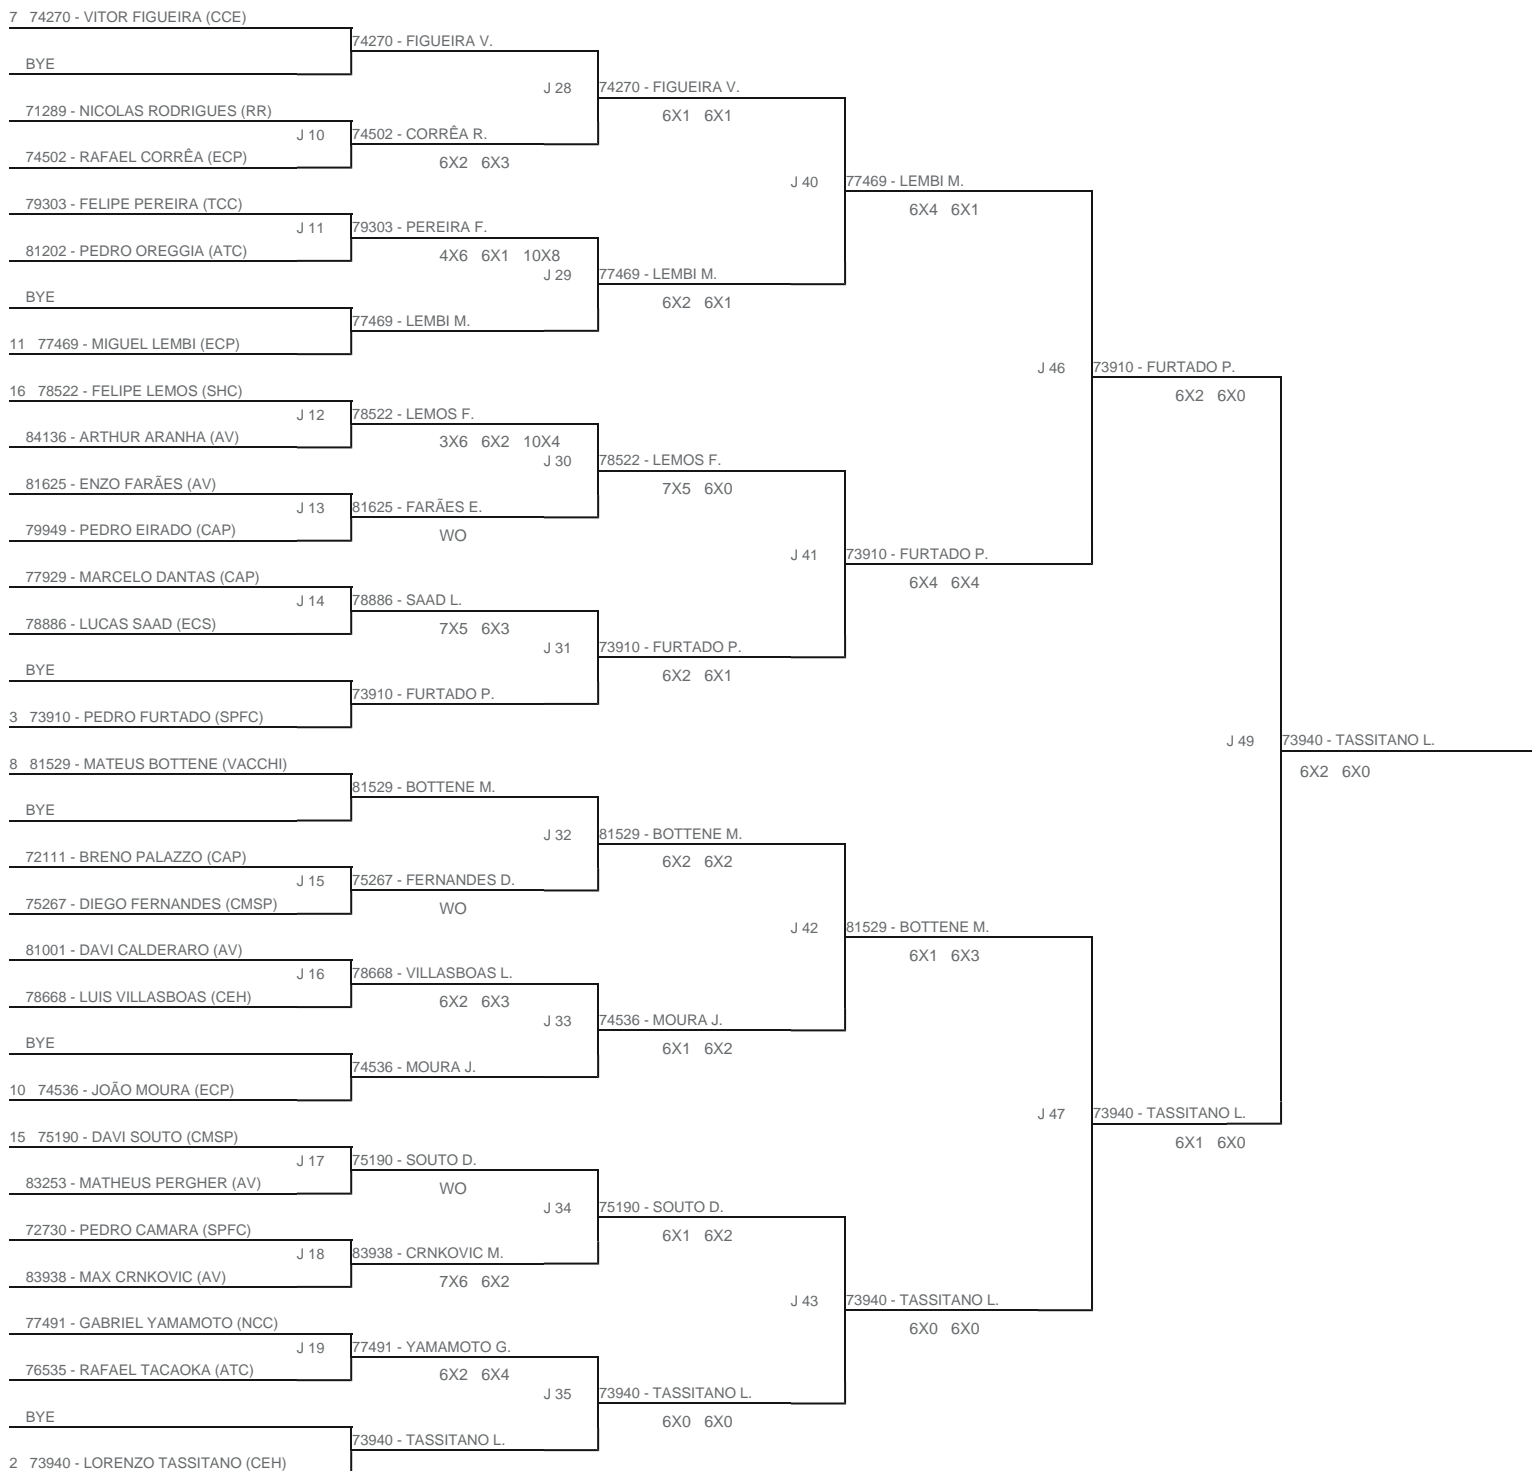 7 74270 - VITOR FIGUEIRA (CCE)
74270 - FIGUEIRA V.
BYE
J 28 74270 - FIGUEIRA V.
71289 - NICOLAS RODRIGUES (RR)
6X1 6X1
J 10 74502 - CORRÊA R.
74502 - RAFAEL CORRÊA (ECP)
6X2 6X3
J 40 77469 - LEMBI M.
79303 - FELIPE PEREIRA (TCC)
6X4 6X1
J 11 79303 - PEREIRA F.
81202 - PEDRO OREGGIA (ATC)
4X6 6X1 10X8
J 29 77469 - LEMBI M.
BYE
6X2 6X1
77469 - LEMBI M.
11 77469 - MIGUEL LEMBI (ECP)
J 46 73910 - FURTADO P.
16 78522 - FELIPE LEMOS (SHC)
6X2 6X0
J 12 78522 - LEMOS F.
84136 - ARTHUR ARANHA (AV)
3X6 6X2 10X4
J 30 78522 - LEMOS F.
81625 - ENZO FARÃES (AV)
7X5 6X0
J 13 81625 - FARÃES E.
79949 - PEDRO EIRADO (CAP)
WO
J 41 73910 - FURTADO P.
77929 - MARCELO DANTAS (CAP)
6X4 6X4
J 14 78886 - SAAD L.
78886 - LUCAS SAAD (ECS)
7X5 6X3
J 31 73910 - FURTADO P.
BYE
6X2 6X1
73910 - FURTADO P.
3 73910 - PEDRO FURTADO (SPFC)
J 49 73940 - TASSITANO L.
8 81529 - MATEUS BOTTENE (VACCHI)
6X2 6X0
81529 - BOTTENE M.
BYE
J 32 81529 - BOTTENE M.
72111 - BRENO PALAZZO (CAP)
6X2 6X2
J 15 75267 - FERNANDES D.
75267 - DIEGO FERNANDES (CMSP)
WO
J 42 81529 - BOTTENE M.
81001 - DAVI CALDERARO (AV)
6X1 6X3
J 16 78668 - VILLASBOAS L.
78668 - LUIS VILLASBOAS (CEH)
6X2 6X3
J 33 74536 - MOURA J.
BYE
6X1 6X2
74536 - MOURA J.
10 74536 - JOÃO MOURA (ECP)
J 47 73940 - TASSITANO L.
15 75190 - DAVI SOUTO (CMSP)
6X1 6X0
J 17 75190 - SOUTO D.
83253 - MATHEUS PERGHER (AV)
WO
J 34 75190 - SOUTO D.
72730 - PEDRO CAMARA (SPFC)
6X1 6X2
J 18 83938 - CRNKOVIC M.
83938 - MAX CRNKOVIC (AV)
7X6 6X2
J 43 73940 - TASSITANO L.
77491 - GABRIEL YAMAMOTO (NCC)
6X0 6X0
J 19 77491 - YAMAMOTO G.
76535 - RAFAEL TACAOKA (ATC)
6X2 6X4
J 35 73940 - TASSITANO L.
BYE
6X0 6X0
73940 - TASSITANO L.
2 73940 - LORENZO TASSITANO (CEH)